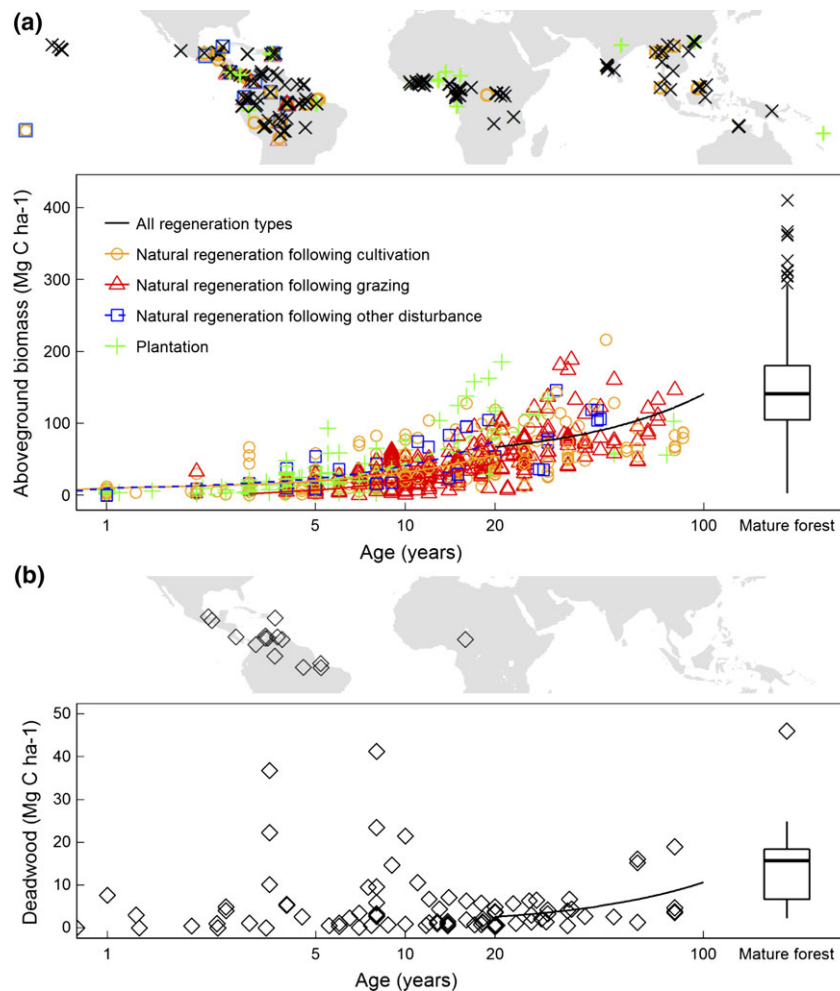 (a)
Aboveground biomass (Mg C ha-1)
400
300
200
100
0
All regeneration types
Natural regeneration following cultivation
Natural regeneration following grazing
Natural regeneration following other disturbance
Plantation
1
5
10
20
100
Mature forest
Age (years)
(b)
Deadwood (Mg C ha-1)
50
40
30
20
10
0
1
5
10
20
100
Mature forest
Age (years)